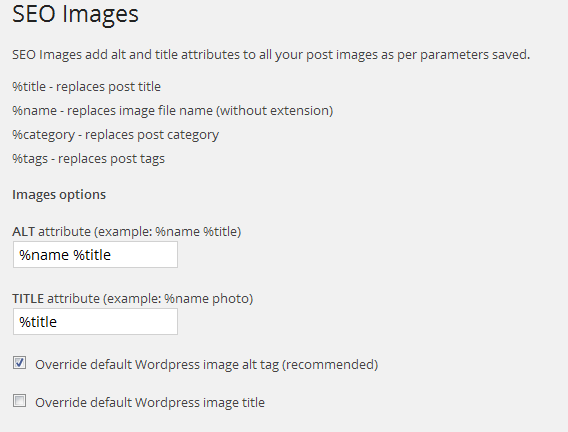 SEO Images
SEO Images add alt and title attributes to all your post images as per parameters saved.
%title - replaces post title
%name - replaces image file name (without extension)
%category - replaces post category
%tags - replaces post tags
Images options
ALT attribute (example: %name %title)
%name %title
TITLE attribute (example: %name photo)
%title
Override default Wordpress image alt tag (recommended)
Override default Wordpress image title